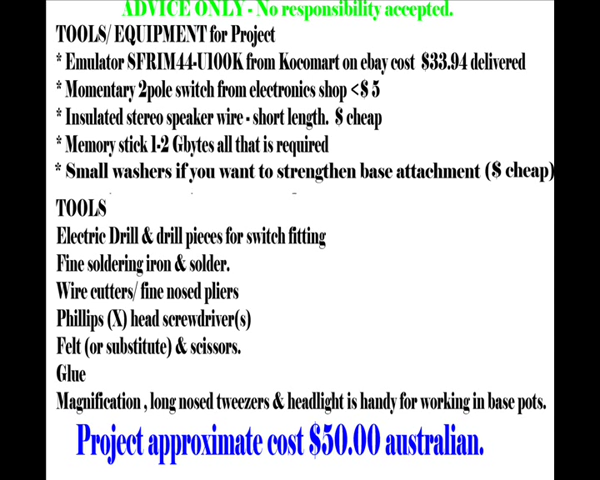 ADVICE ONLY - No responsibility accepted.
TOOLS/ EQUIPMENT for Project
* Emulator SFRIM44-U100K from Kocomart on ebay cost $33.94 delivered
* Momentary 2pole switch from electronics shop <$ 5
* Insulated stereo speaker wire - short length. $ cheap
* Memory stick 1-2 Gbytes all that is required
* Small washers if you want to strengthen base attachment ($ cheap)
TOOLS
Electric Drill & drill pieces for switch fitting
Fine soldering iron & solder.
Wire cutters/ fine nosed pliers
Phillips (X) head screwdriver(s)
Felt (or substitute) & scissors.
Glue
Magnification , long nosed tweezers & headlight is handy for working in base pots.
Project approximate cost $50.00 australian.